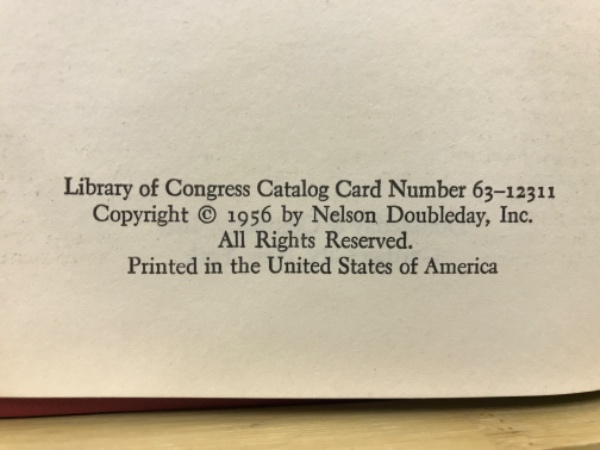 Library of Congress Catalog Card Number 63–12311
Copyright © 1956 by Nelson Doubleday, Inc.
All Rights Reserved.
Printed in the United States of America